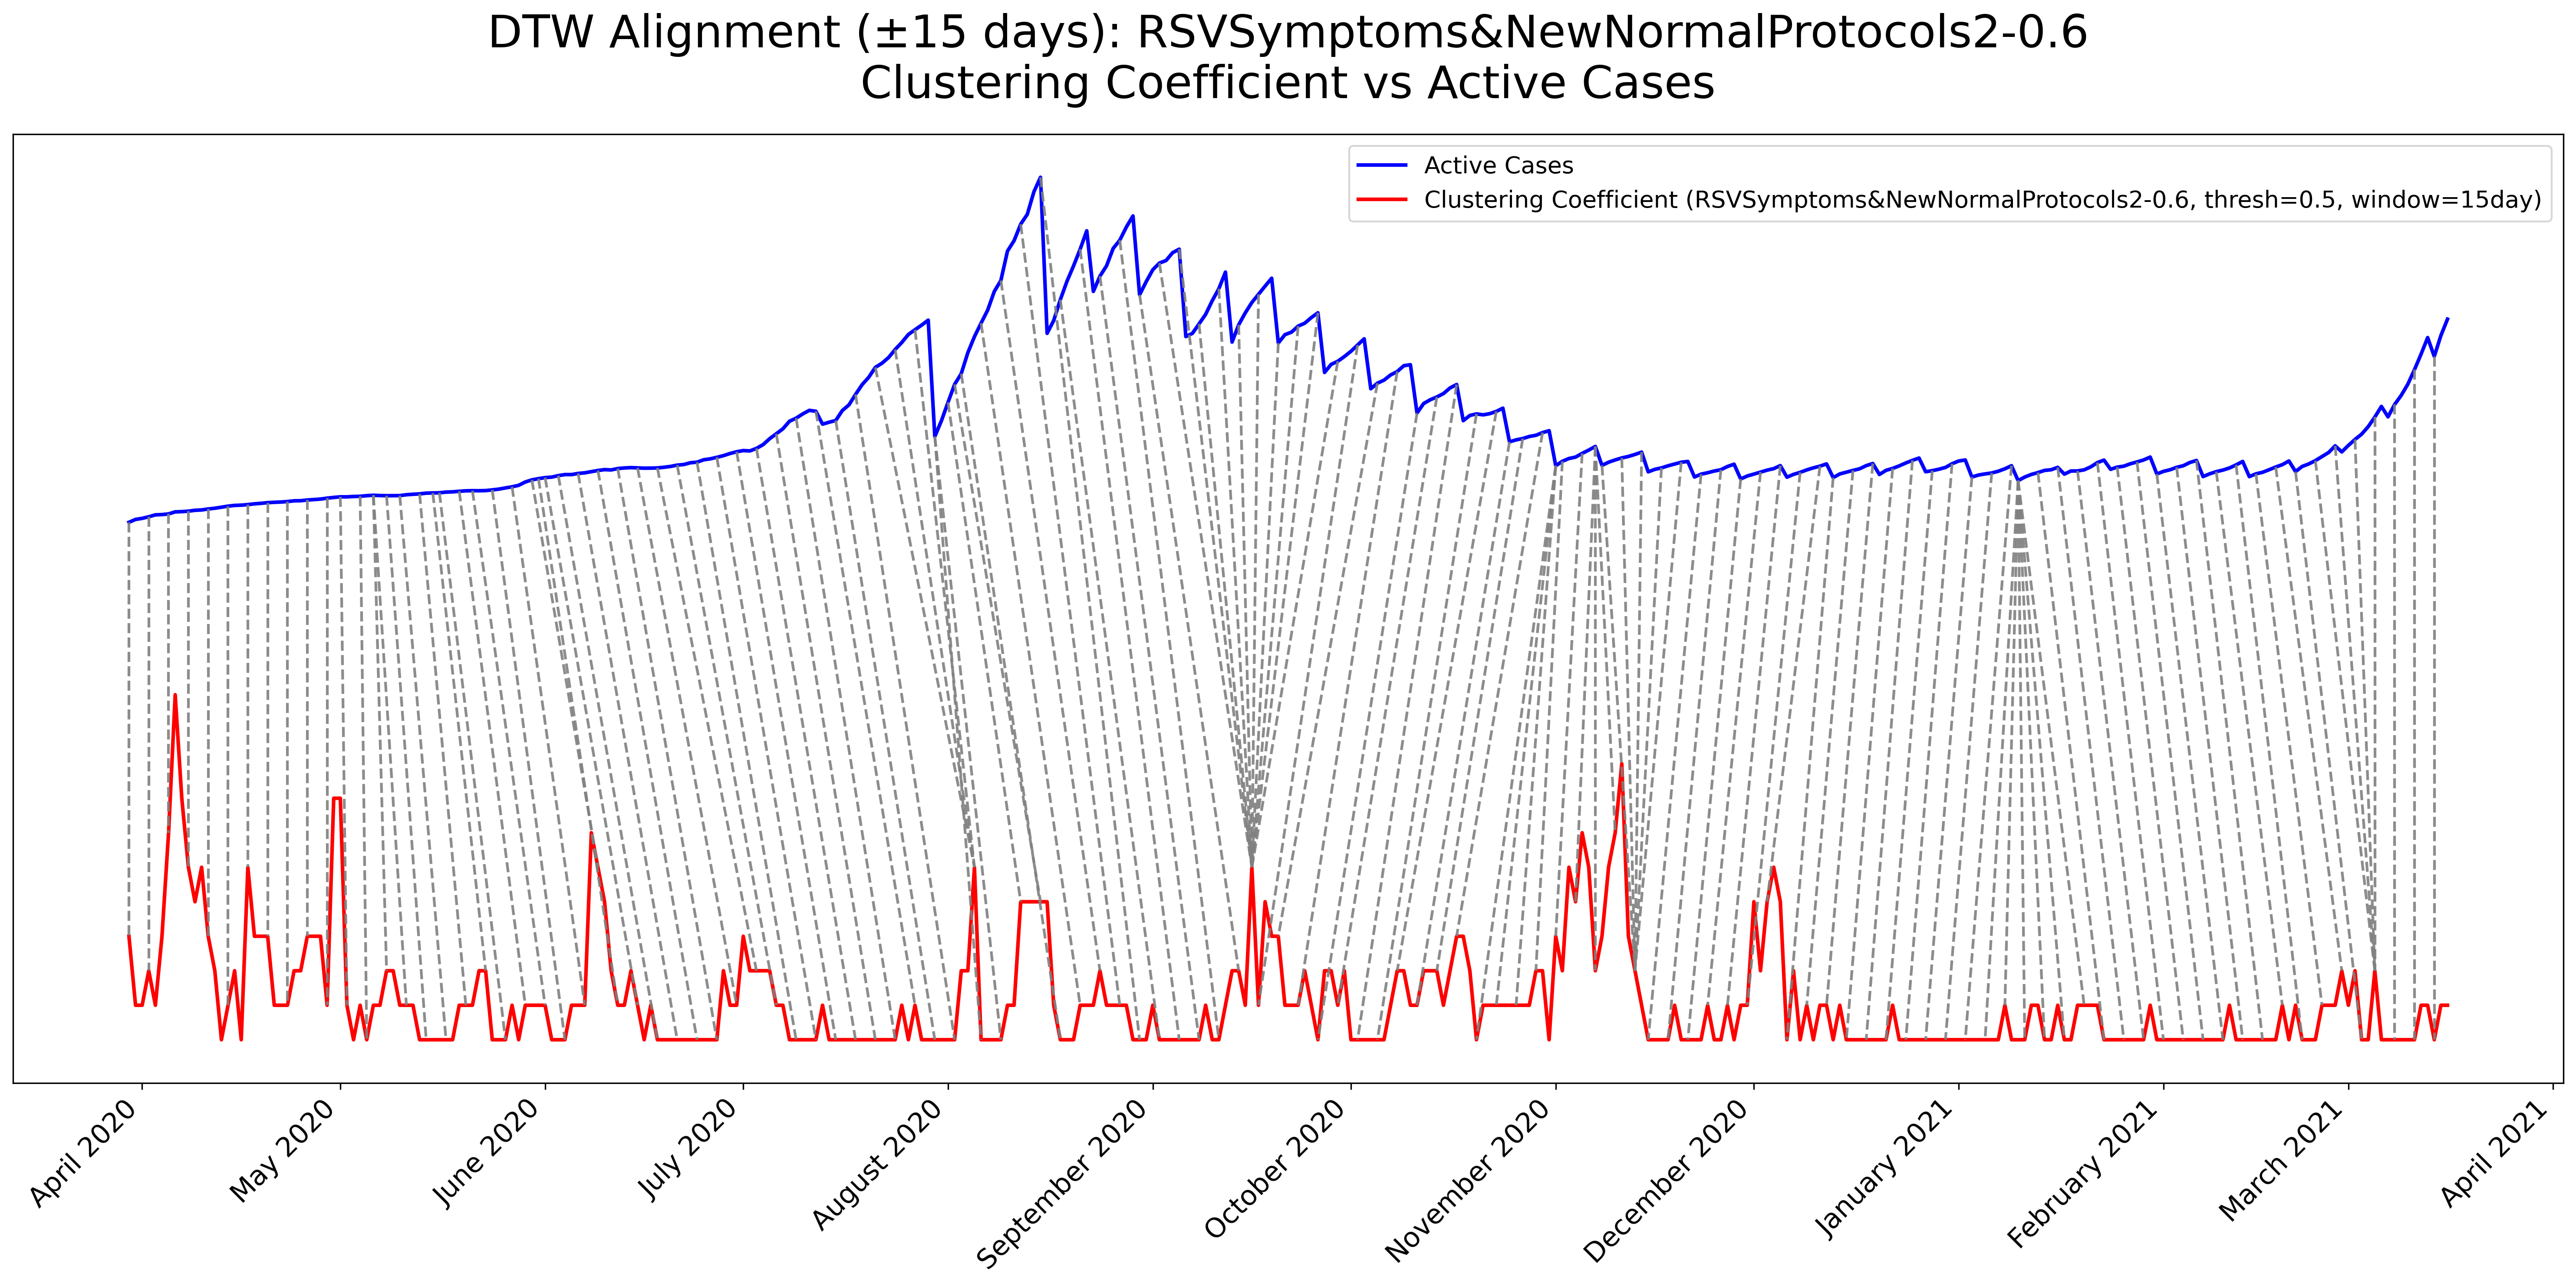 DTW Alignment (±15 days): RSVSymptoms&NewNormalProtocols2-0.6
Clustering Coefficient vs Active Cases
Active Cases
Clustering Coefficient (RSVSymptoms&NewNormalProtocols2-0.6, thresh=0.5, window=15day)
April 2020
May 2020
June 2020
July 2020
August 2020
September 2020
October 2020
November 2020
December 2020
January 2021
February 2021
March 2021
April 2021